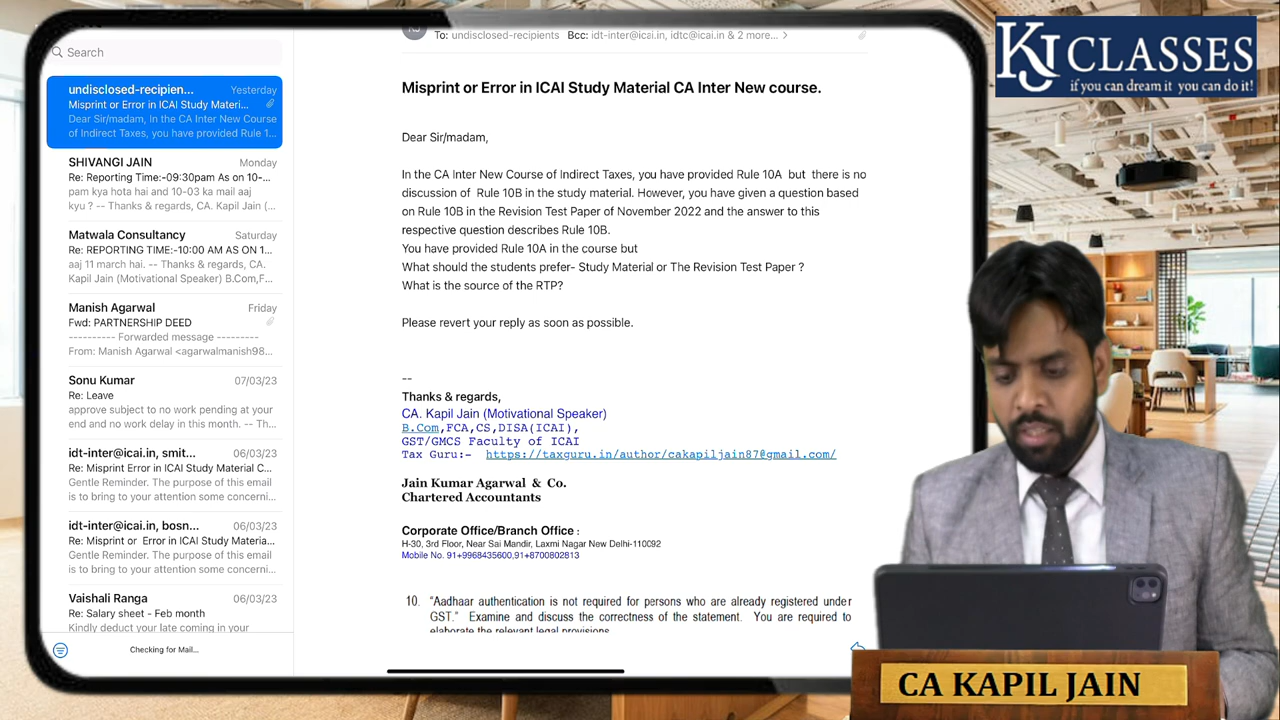 Search
undisclosed-recipien... Yesterday
Misprint or Error in ICAI Study Materi...
Dear Sir/madam, In the CA Inter New Course
of Indirect Taxes, you have provided Rule 1...
SHIVANGI JAIN Monday
Re: Reporting Time:-09:30pm As on 10-...
pam kya hota hai and 10-03 ka mail aaj
kyu ? -- Thanks & regards, CA. Kapil Jain (...
Matwala Consultancy Saturday
Re: REPORTING TIME:-10:00 AM AS ON 1...
aaj 11 march hai. -- Thanks & regards, CA.
Kapil Jain (Motivational Speaker) B.Com,F...
Manish Agarwal Friday
Fwd: PARTNERSHIP DEED
---------- Forwarded message ---------
From: Manish Agarwal <agarwalmanish98...
Sonu Kumar 07/03/23
Re: Leave
approve subject to no work pending at your
end and no work delay in this month. -- Th...
idt-inter@icai.in, smit... 06/03/23
Re: Misprint Error in ICAI Study Material C...
Gentle Reminder. The purpose of this email
is to bring to your attention some concerni...
idt-inter@icai.in, bosn... 06/03/23
Re: Misprint or Error in ICAI Study Materia...
Gentle Reminder. The purpose of this email
is to bring to your attention some concerni...
Vaishali Ranga 06/03/23
Re: Salary sheet - Feb month
Kindly deduct your late coming in your
Checking for Mail...
To: undisclosed-recipients Bcc: idt-inter@icai.in, idtc@icai.in & 2 more...
Misprint or Error in ICAI Study Material CA Inter New course.
Dear Sir/madam,
In the CA Inter New Course of Indirect Taxes, you have provided Rule 10A but there is no
discussion of Rule 10B in the study material. However, you have given a question based
on Rule 10B in the Revision Test Paper of November 2022 and the answer to this
respective question describes Rule 10B.
You have provided Rule 10A in the course but
What should the students prefer- Study Material or The Revision Test Paper ?
What is the source of the RTP?
Please revert your reply as soon as possible.
--
Thanks & regards,
CA. Kapil Jain (Motivational Speaker)
B.Com,FCA,CS,DISA(ICAI),
GST/GMCS Faculty of ICAI
Tax Guru:- https://taxguru.in/author/cakapiljain87@gmail.com/
Jain Kumar Agarwal & Co.
Chartered Accountants
Corporate Office/Branch Office :
H-30, 3rd Floor, Near Sai Mandir, Laxmi Nagar New Delhi-110092
Mobile No. 91+9968435600,91+8700802813
10. "Aadhaar authentication is not required for persons who are already registered under
GST." Examine and discuss the correctness of the statement. You are required to
elaborate the relevant legal provisions
KJ CLASSES
if you can dream it you can do it!
CA KAPIL JAIN